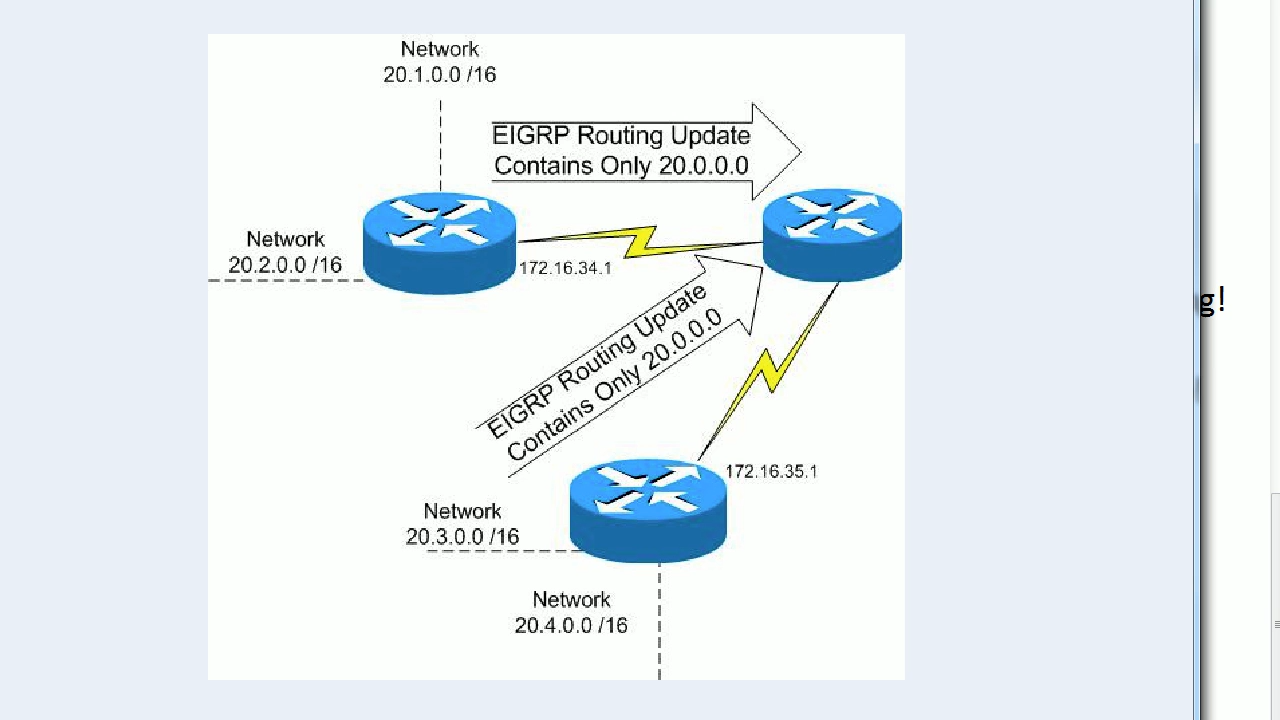 Network
20.1.0.0 /16
EIGRP Routing Update
Contains Only 20.0.0.0
Network
20.2.0.0 /16
172.16.34.1
g!
EIGRP Routing Update
Contains Only 20.0.0.0
172.16.35.1
Network
20.3.0.0 /16
Network
20.4.0.0 /16